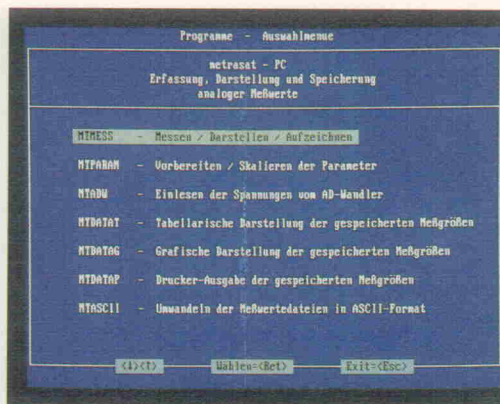 Programme - Auswahlmenue
metrasat - PC
Erfassung, Darstellung und Speicherung
analoger Meßwerte
MTMESS - Messen / Darstellen / Aufzeichnen
MTPARAM - Vorbereiten / Skalieren der Parameter
MTADW - Einlesen der Spannungen vom AD-Wandler
MTDATAT - Tabellarische Darstellung der gespeicherten Meßgrößen
MTDATAG - Grafische Darstellung der gespeicherten Meßgrößen
MTDATAP - Drucker-Ausgabe der gespeicherten Meßgrößen
MTASCII - Umwandeln der Meßwertedateien in ASCII-Format
<↓><↑> Wählen=<Ret> Exit=<Esc>